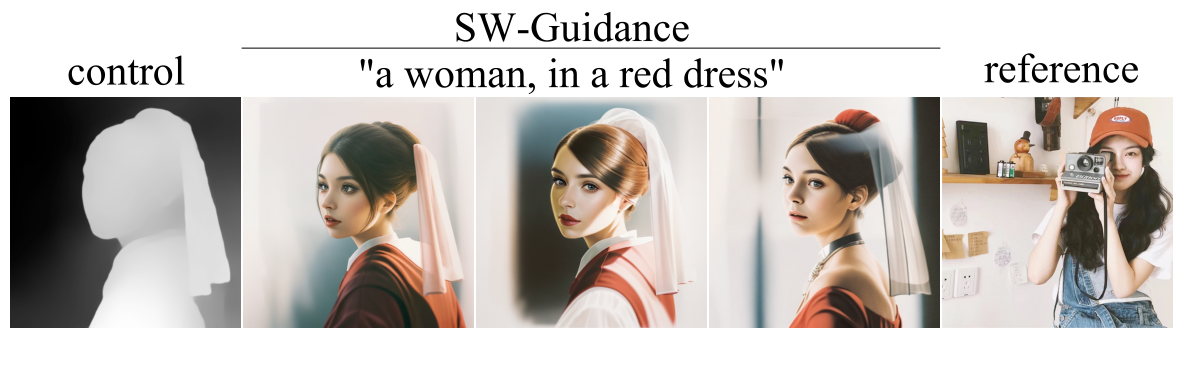 SW-Guidance
control
"a woman, in a red dress"
reference